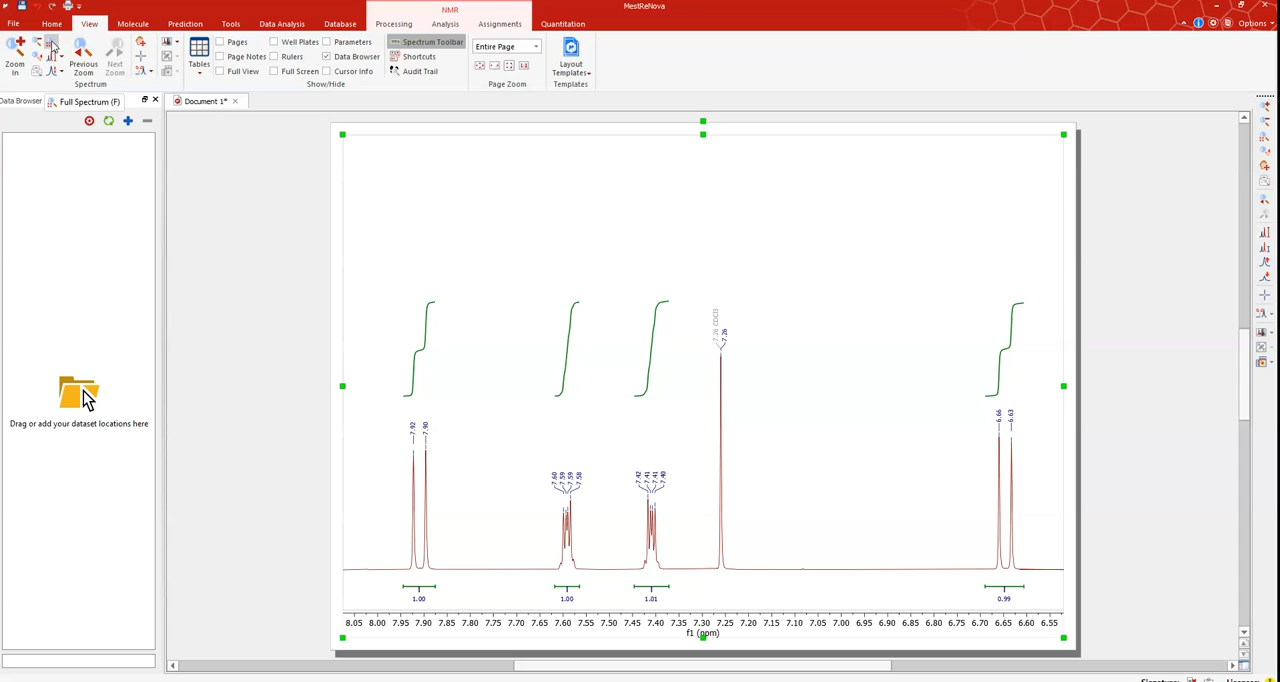 NMR
MestReNova
File Home View Molecule Prediction Tools Data Analysis Database Processing Analysis Assignments Quantitation
Options
Zoom In
Previous Zoom
Next Zoom
Spectrum
Tables
Pages Well Plates Parameters
Page Notes Rulers Data Browser
Full View Full Screen Cursor Info
Spectrum Toolbar
Shortcuts
Audit Trail
Show/Hide
Entire Page
Page Zoom
Layout Templates
Templates
Data Browser Full Spectrum (F)
Document 1*
Drag or add your dataset locations here
7.26 CDCl3
7.26
7.92
7.90
7.60
7.59
7.59
7.58
7.42
7.41
7.41
7.40
6.66
6.63
1.00 1.00 1.01 0.99
8.05 8.00 7.95 7.90 7.85 7.80 7.75 7.70 7.65 7.60 7.55 7.50 7.45 7.40 7.35 7.30 7.25 7.20 7.15 7.10 7.05 7.00 6.95 6.90 6.85 6.80 6.75 6.70 6.65 6.60 6.55
f1 (ppm)